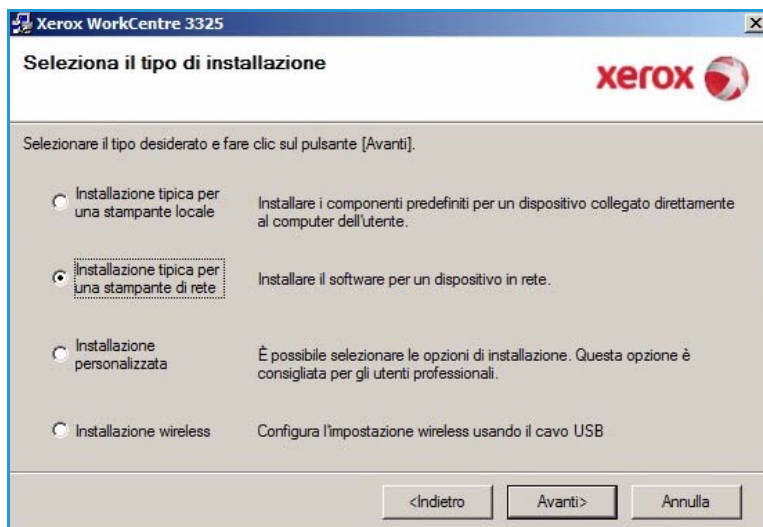 Xerox WorkCentre 3325
Seleziona il tipo di installazione
xerox
Selezionare il tipo desiderato e fare clic sul pulsante [Avanti].
Installazione tipica per
una stampante locale
Installare i componenti predefiniti per un dispositivo collegato direttamente
al computer dell'utente.
Installazione tipica per
una stampante di rete
Installare il software per un dispositivo in rete.
Installazione
personalizzata
È possibile selezionare le opzioni di installazione. Questa opzione è
consigliata per gli utenti professionali.
Installazione wireless
Configura l'impostazione wireless usando il cavo USB
<Indietro
Avanti>
Annulla